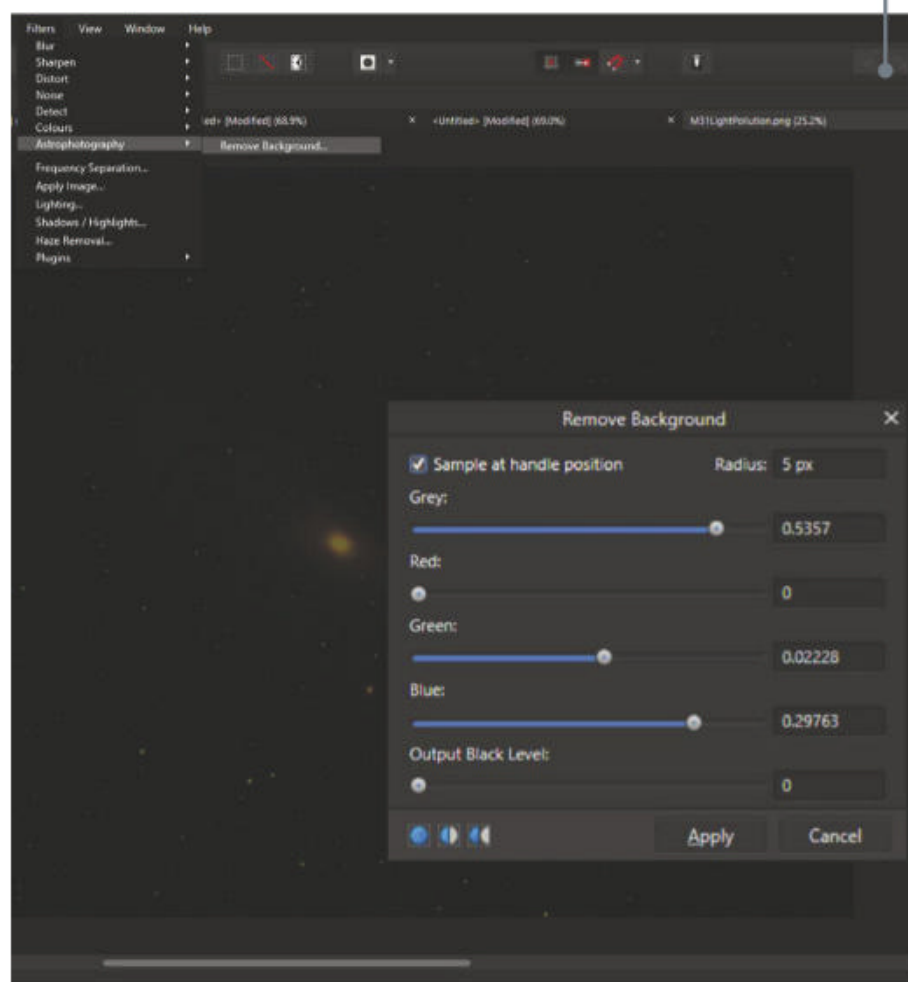 Filters View Window Help
Blur
Sharpen
Distort
Noise
Detect
Colours
Astrophotography
Remove Background...
Frequency Separation...
Apply Image...
Lighting...
Shadows / Highlights...
Haze Removal...
Plugins
[Modified] (68.9%)
<Untitled> [Modified] (69.0%)
M31LightPollution.png (25.2%)
Remove Background
Sample at handle position Radius: 5 px
Grey:
0.5357
Red:
0
Green:
0.02228
Blue:
0.29763
Output Black Level:
0
Apply Cancel